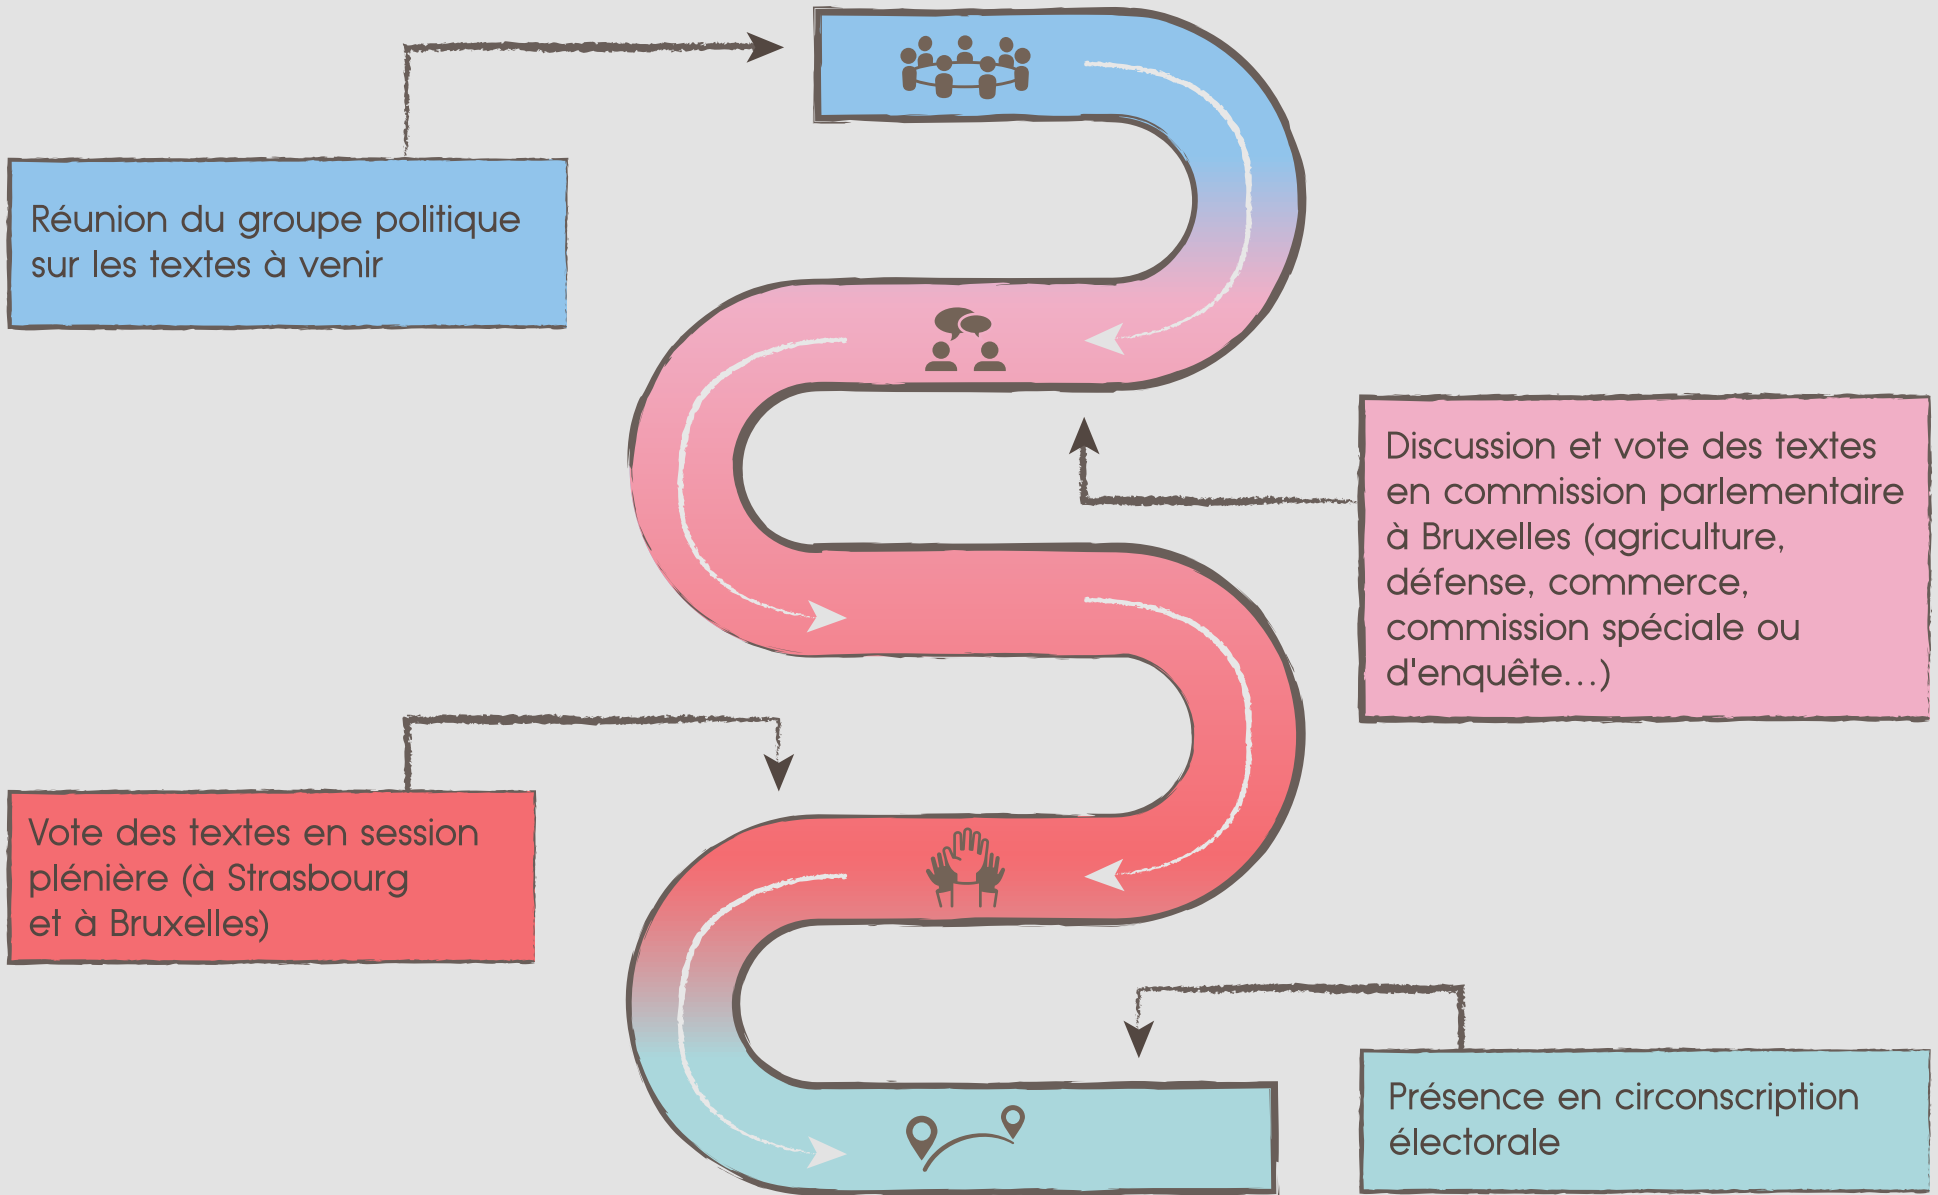 Réunion du groupe politique
sur les textes à venir
Discussion et vote des textes
en commission parlementaire
à Bruxelles (agriculture,
défense, commerce,
commission spéciale ou
d'enquête...)
Vote des textes en session
plénière (à Strasbourg
et à Bruxelles)
Présence en circonscription
électorale